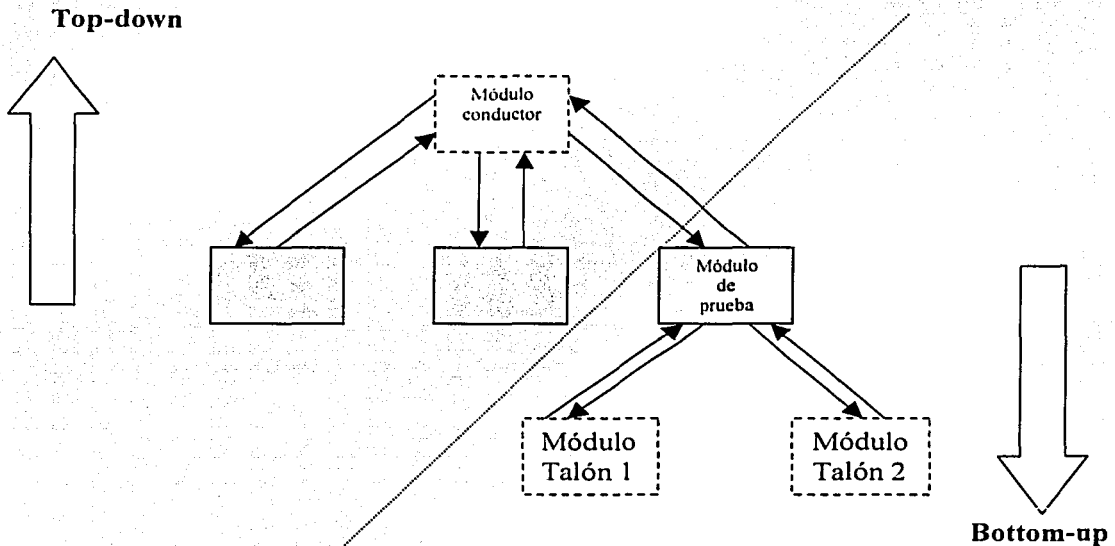 Top-down
Módulo
conductor
Módulo
de
prueba
Módulo
Talón 1
Módulo
Talón 2
Bottom-up